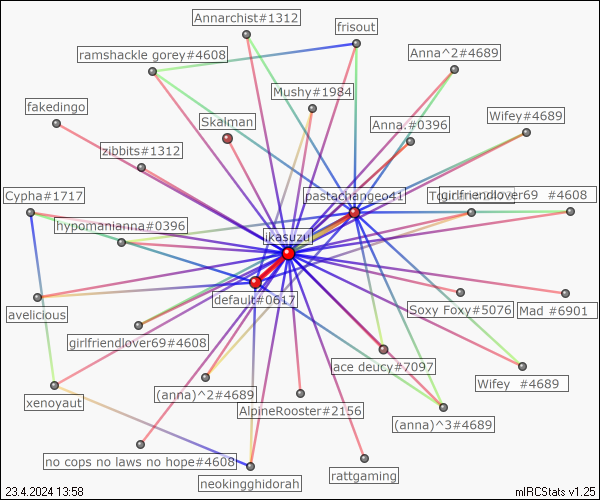 Annarchist#1312
frisout
ramshackle gorey#4608
Anna^2#4689
Mushy#1984
fakedingo
Skalman
Anna.#0396
Wifey#4689
zibbits#1312
Cypha#1717
pastachangeo41
girlfriendlover69 #4608
hypomanianna#0396
ikasuzu
default#0617
avelicious
Soxy Foxy#5076
Mad #6901
girlfriendlover69#4608
ace deucy#7097
Wifey #4689
xenoyaut
(anna)^2#4689
AlpineRooster#2156
(anna)^3#4689
no cops no laws no hope#4608
neokingghidorah
rattgaming
23.4.2024 13:58
mIRCStats v1.25